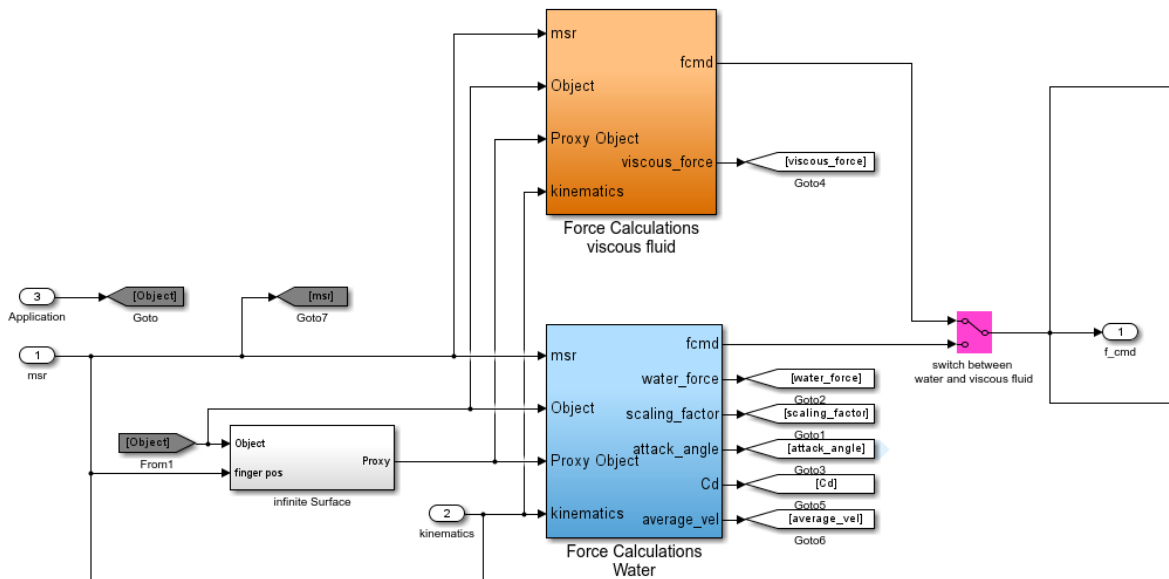 msr
Object
Proxy Object
kinematics
fcmd
viscous_force
[viscous_force]
Goto4
Force Calculations
viscous fluid
3
Application
[Object]
Goto
[msr]
Goto7
1
msr
[Object]
From1
Object
finger pos
Proxy
infinite Surface
2
kinematics
msr
Object
Proxy Object
kinematics
fcmd
water_force
scaling_factor
attack_angle
Cd
average_vel
Force Calculations
Water
[water_force]
Goto2
[scaling_factor]
Goto1
[attack_angle]
Goto3
[Cd]
Goto5
[average_vel]
Goto6
switch between
water and viscous fluid
1
f_cmd